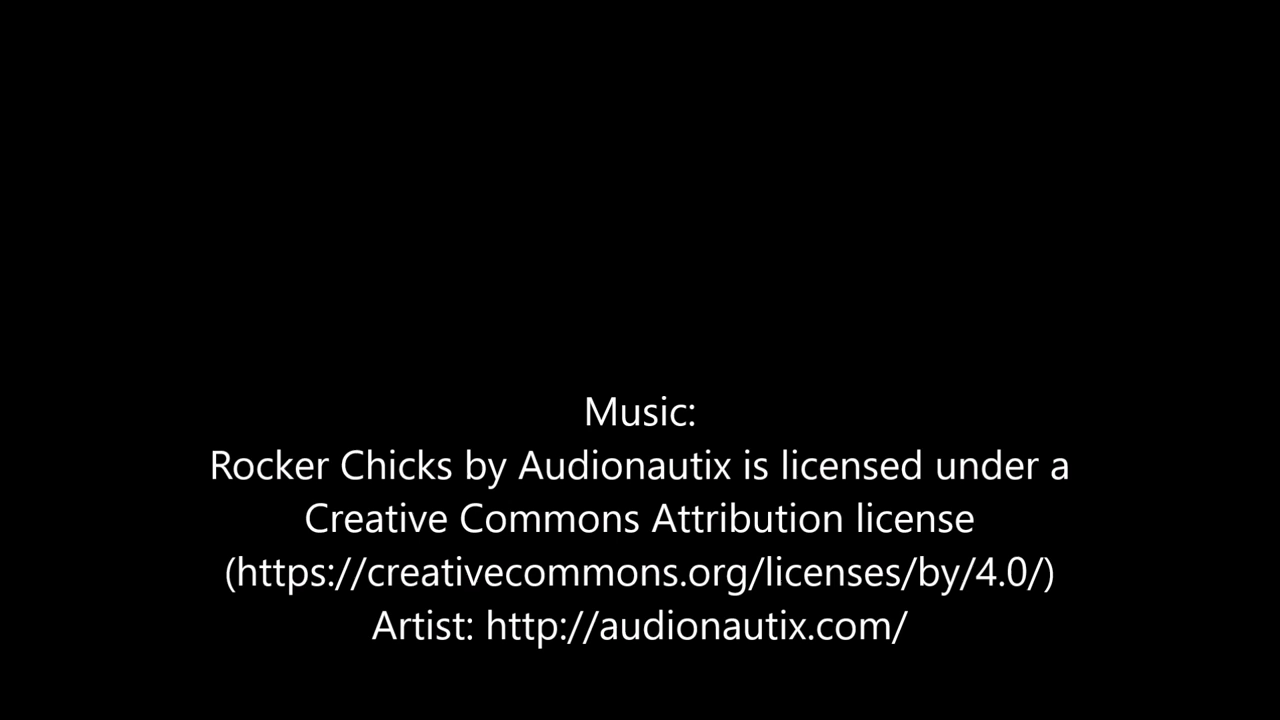 Music:
Rocker Chicks by Audionautix is licensed under a
Creative Commons Attribution license
(https://creativecommons.org/licenses/by/4.0/)
Artist: http://audionautix.com/